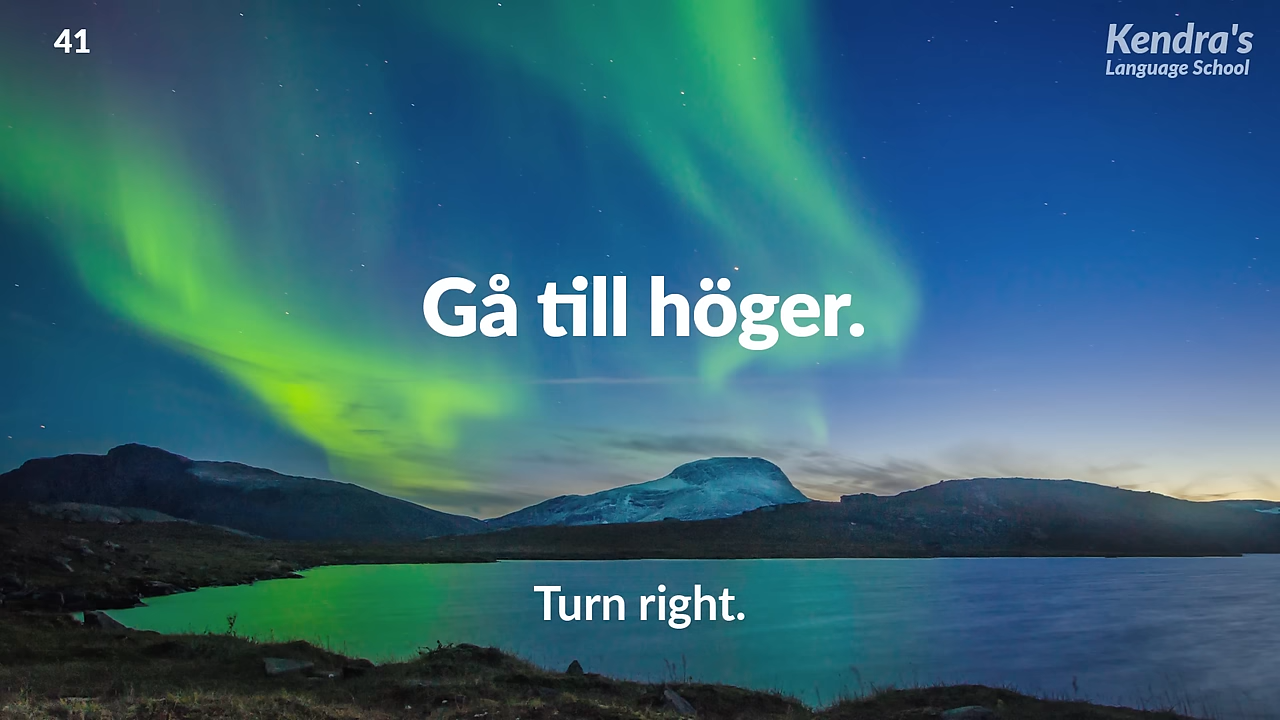 41
Kendra's
Language School
Gå till höger.
Turn right.